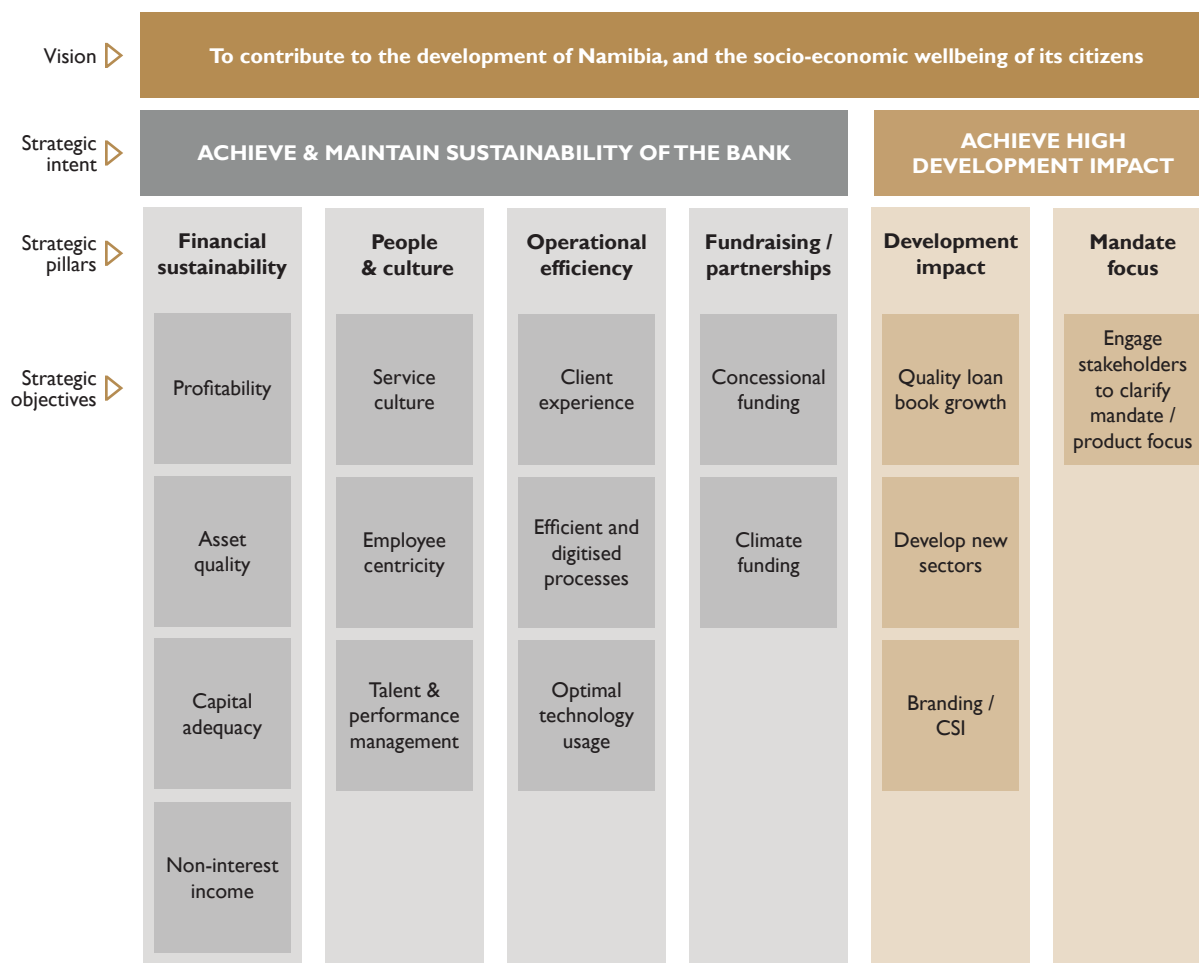 Vision
To contribute to the development of Namibia, and the socio-economic wellbeing of its citizens
Strategic
intent
ACHIEVE & MAINTAIN SUSTAINABILITY OF THE BANK
ACHIEVE HIGH
DEVELOPMENT IMPACT
Strategic
pillars
Financial
sustainability
People
& culture
Operational
efficiency
Fundraising /
partnerships
Development
impact
Mandate
focus
Strategic
objectives
Profitability
Service
culture
Client
experience
Concessional
funding
Quality loan
book growth
Engage
stakeholders
to clarify
mandate /
product focus
Asset
quality
Employee
centricity
Efficient and
digitised
processes
Climate
funding
Develop new
sectors
Capital
adequacy
Talent &
performance
management
Optimal
technology
usage
Branding /
CSI
Non-interest
income